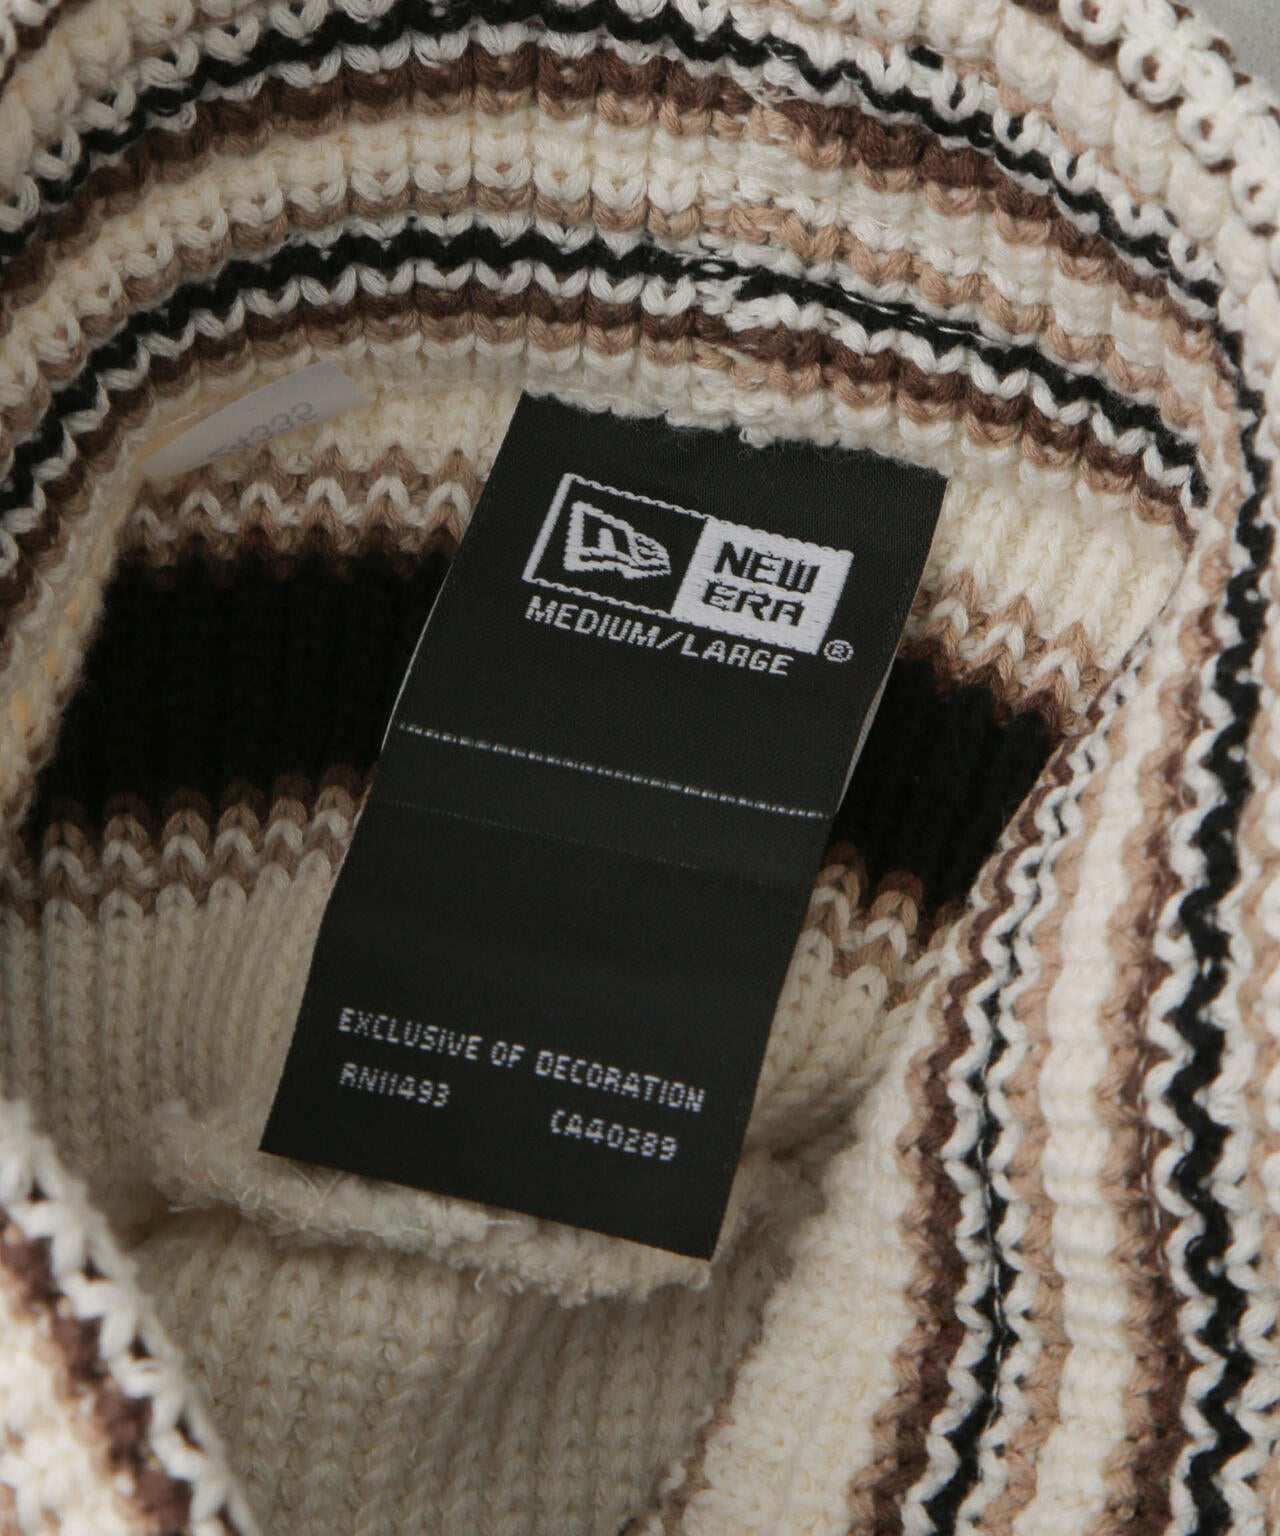 NEW
ERA
®
MEDIUM/LARGE
EXCLUSIVE OF DECORATION
RN11493
CA40289